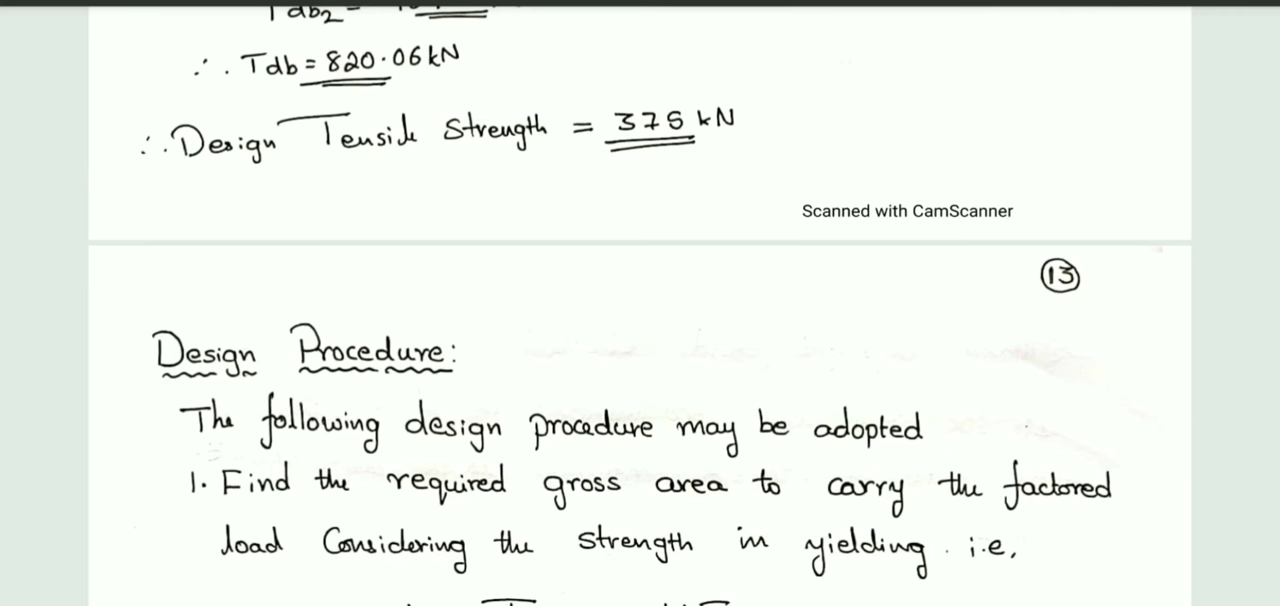 ∴ Tdb = 820.06 kN
∴ Design Tensile Strength = 375 kN
Scanned with CamScanner
13
Design Procedure:
The following design procedure may be adopted
1. Find the required gross area to carry the factored
load Considering the strength in yielding. i.e,